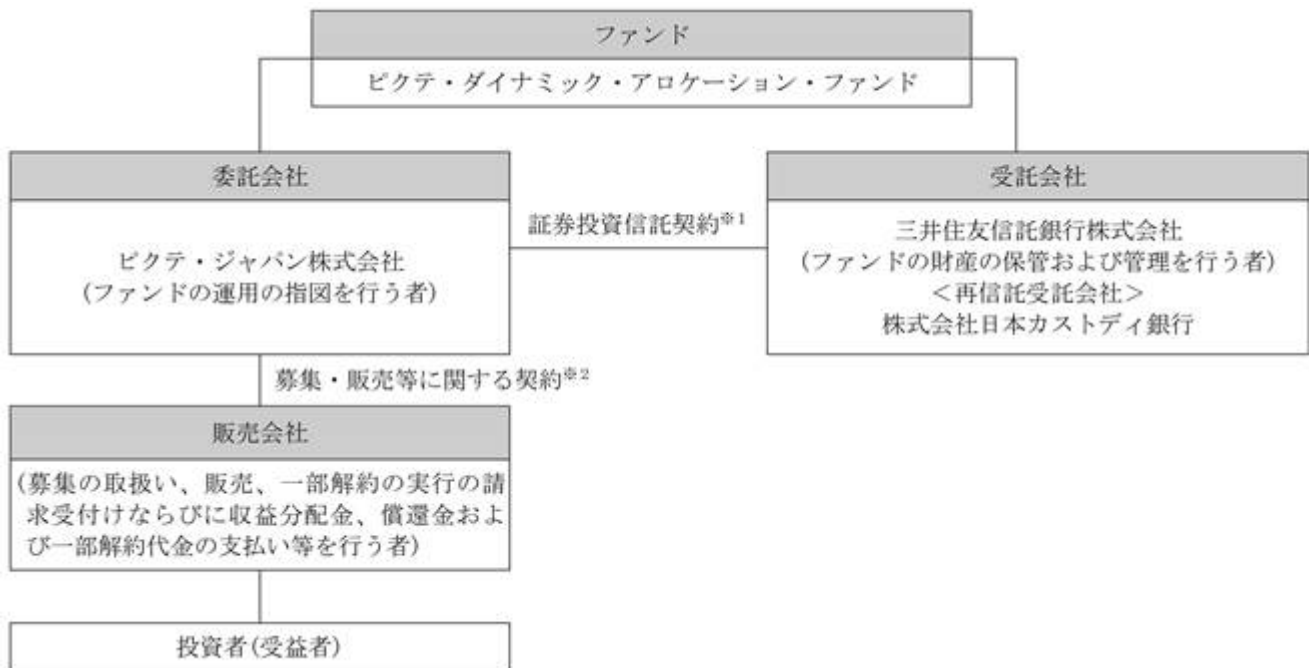 ファンド
ピクテ・ダイナミック・アロケーション・ファンド
委託会社
ピクテ・ジャパン株式会社
(ファンドの運用の指図を行う者)
証券投資信託契約※1
受託会社
三井住友信託銀行株式会社
(ファンドの財産の保管および管理を行う者)
＜再信託受託会社＞
株式会社日本カストディ銀行
募集・販売等に関する契約※2
販売会社
(募集の取扱い、販売、一部解約の実行の請
求受付けならびに収益分配金、償還金およ
び一部解約代金の支払い等を行う者)
投資者(受益者)